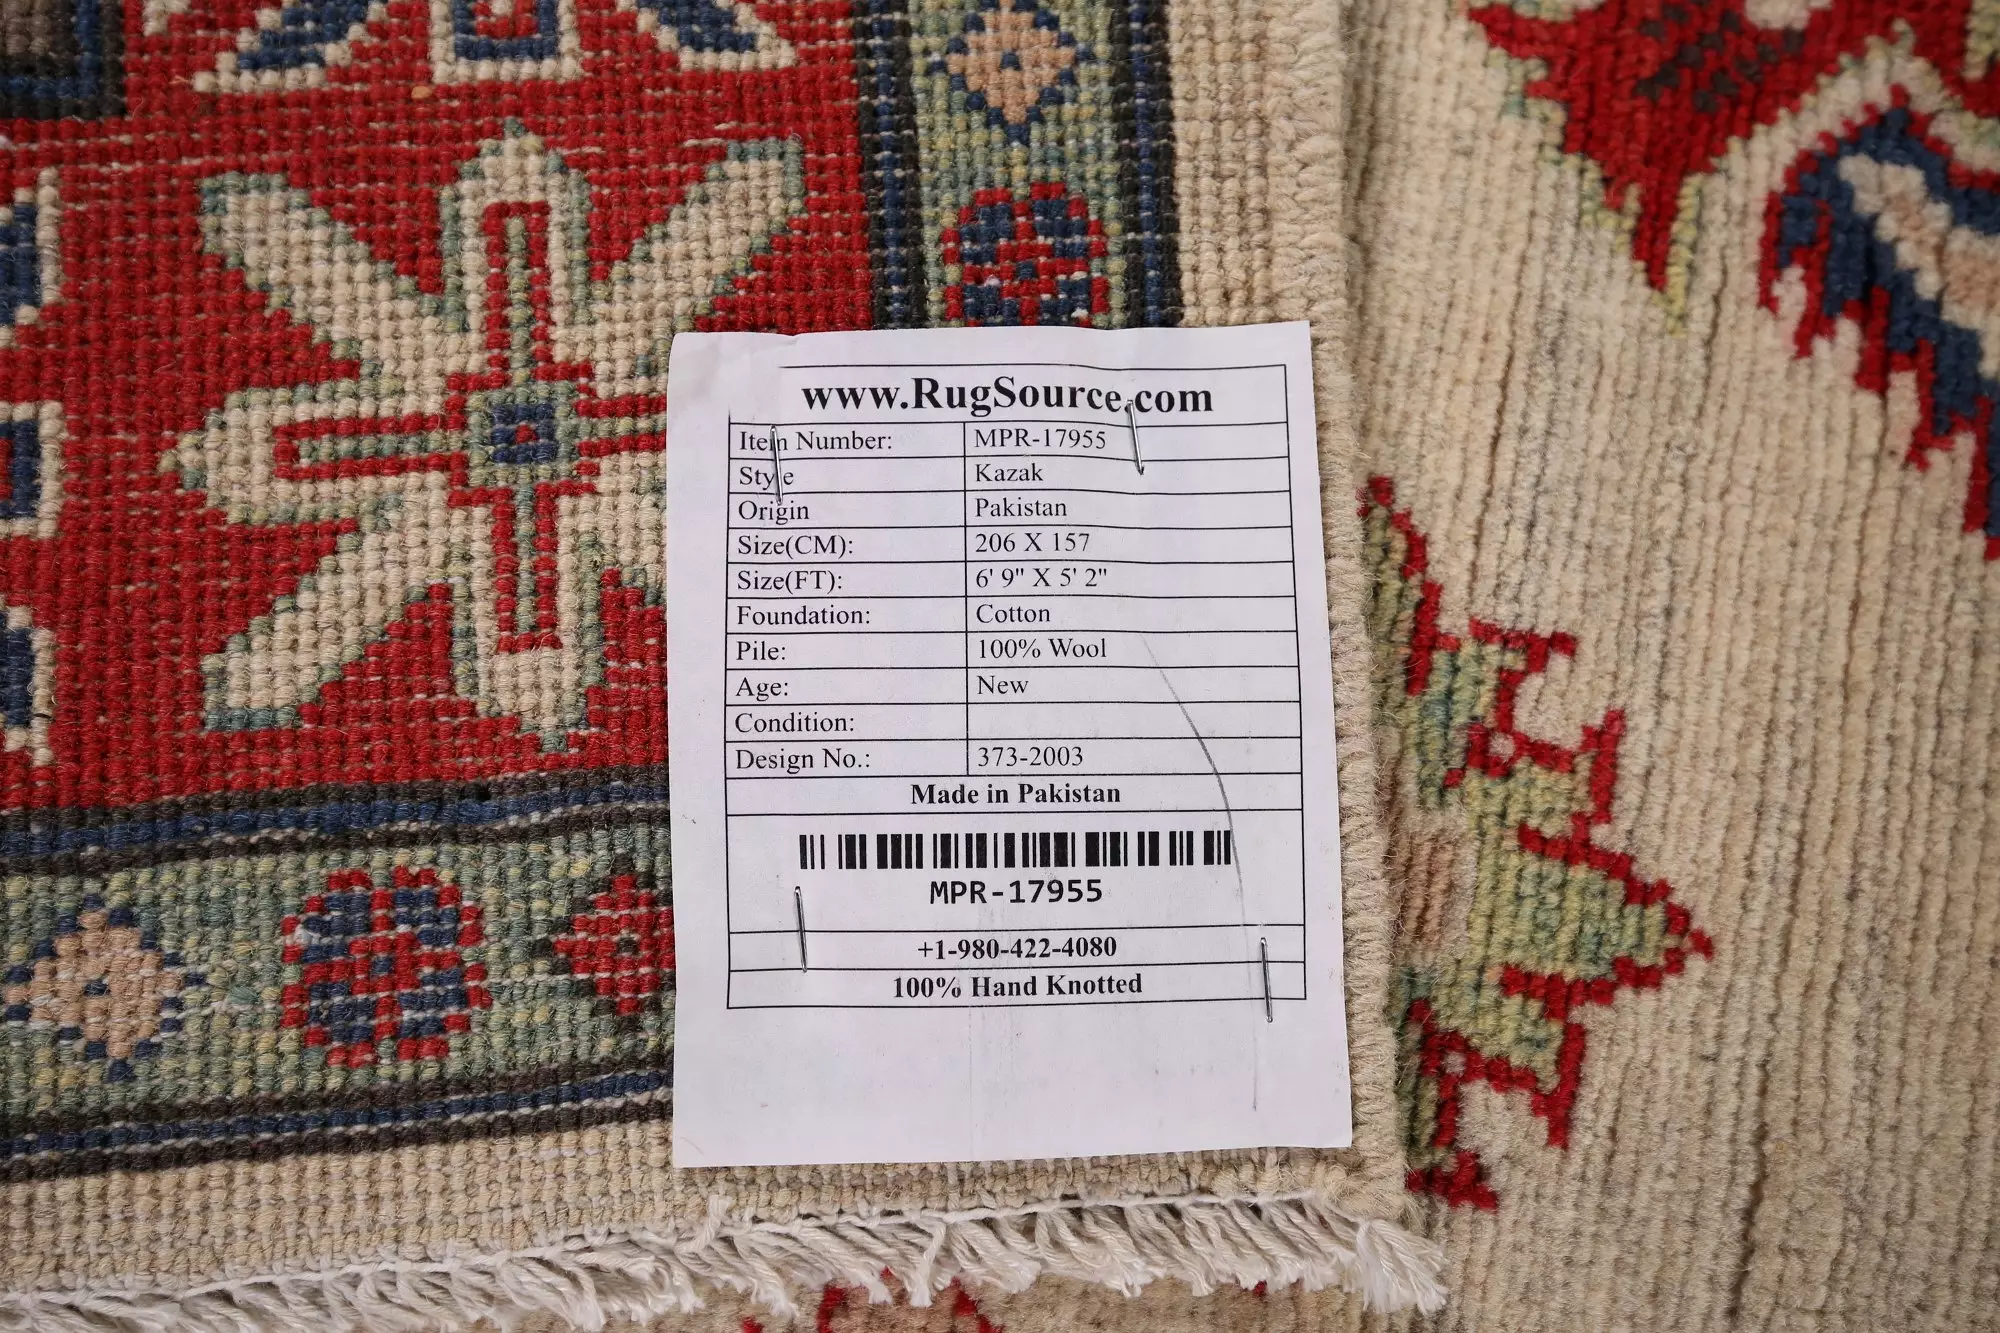 www.RugSource.com
Item Number: MPR-17955
Style Kazak
Origin Pakistan
Size(CM): 206 X 157
Size(FT): 6' 9" X 5' 2"
Foundation: Cotton
Pile: 100% Wool
Age: New
Condition:
Design No.: 373-2003
Made in Pakistan
MPR-17955
+1-980-422-4080
100% Hand Knotted